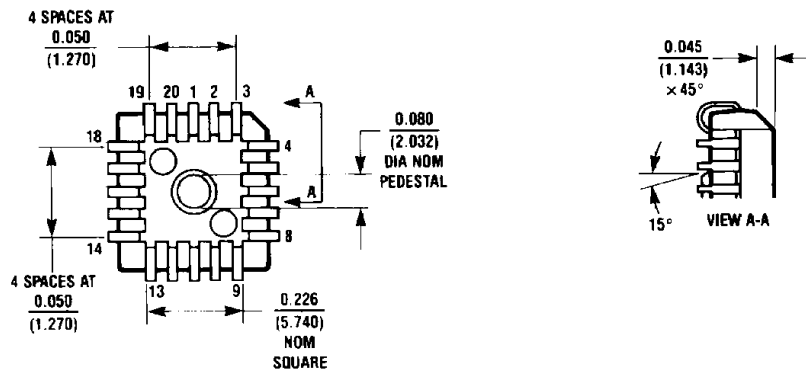 4 SPACES AT
0.050
(1.270)
19 20 1 2 3
A
18
4
0.080
(2.032)
DIA NOM
PEDESTAL
A
14
8
4 SPACES AT
0.050
(1.270)
13
9
0.226
(5.740)
NOM
SQUARE
0.045
(1.143)
×45°
15°
VIEW A-A